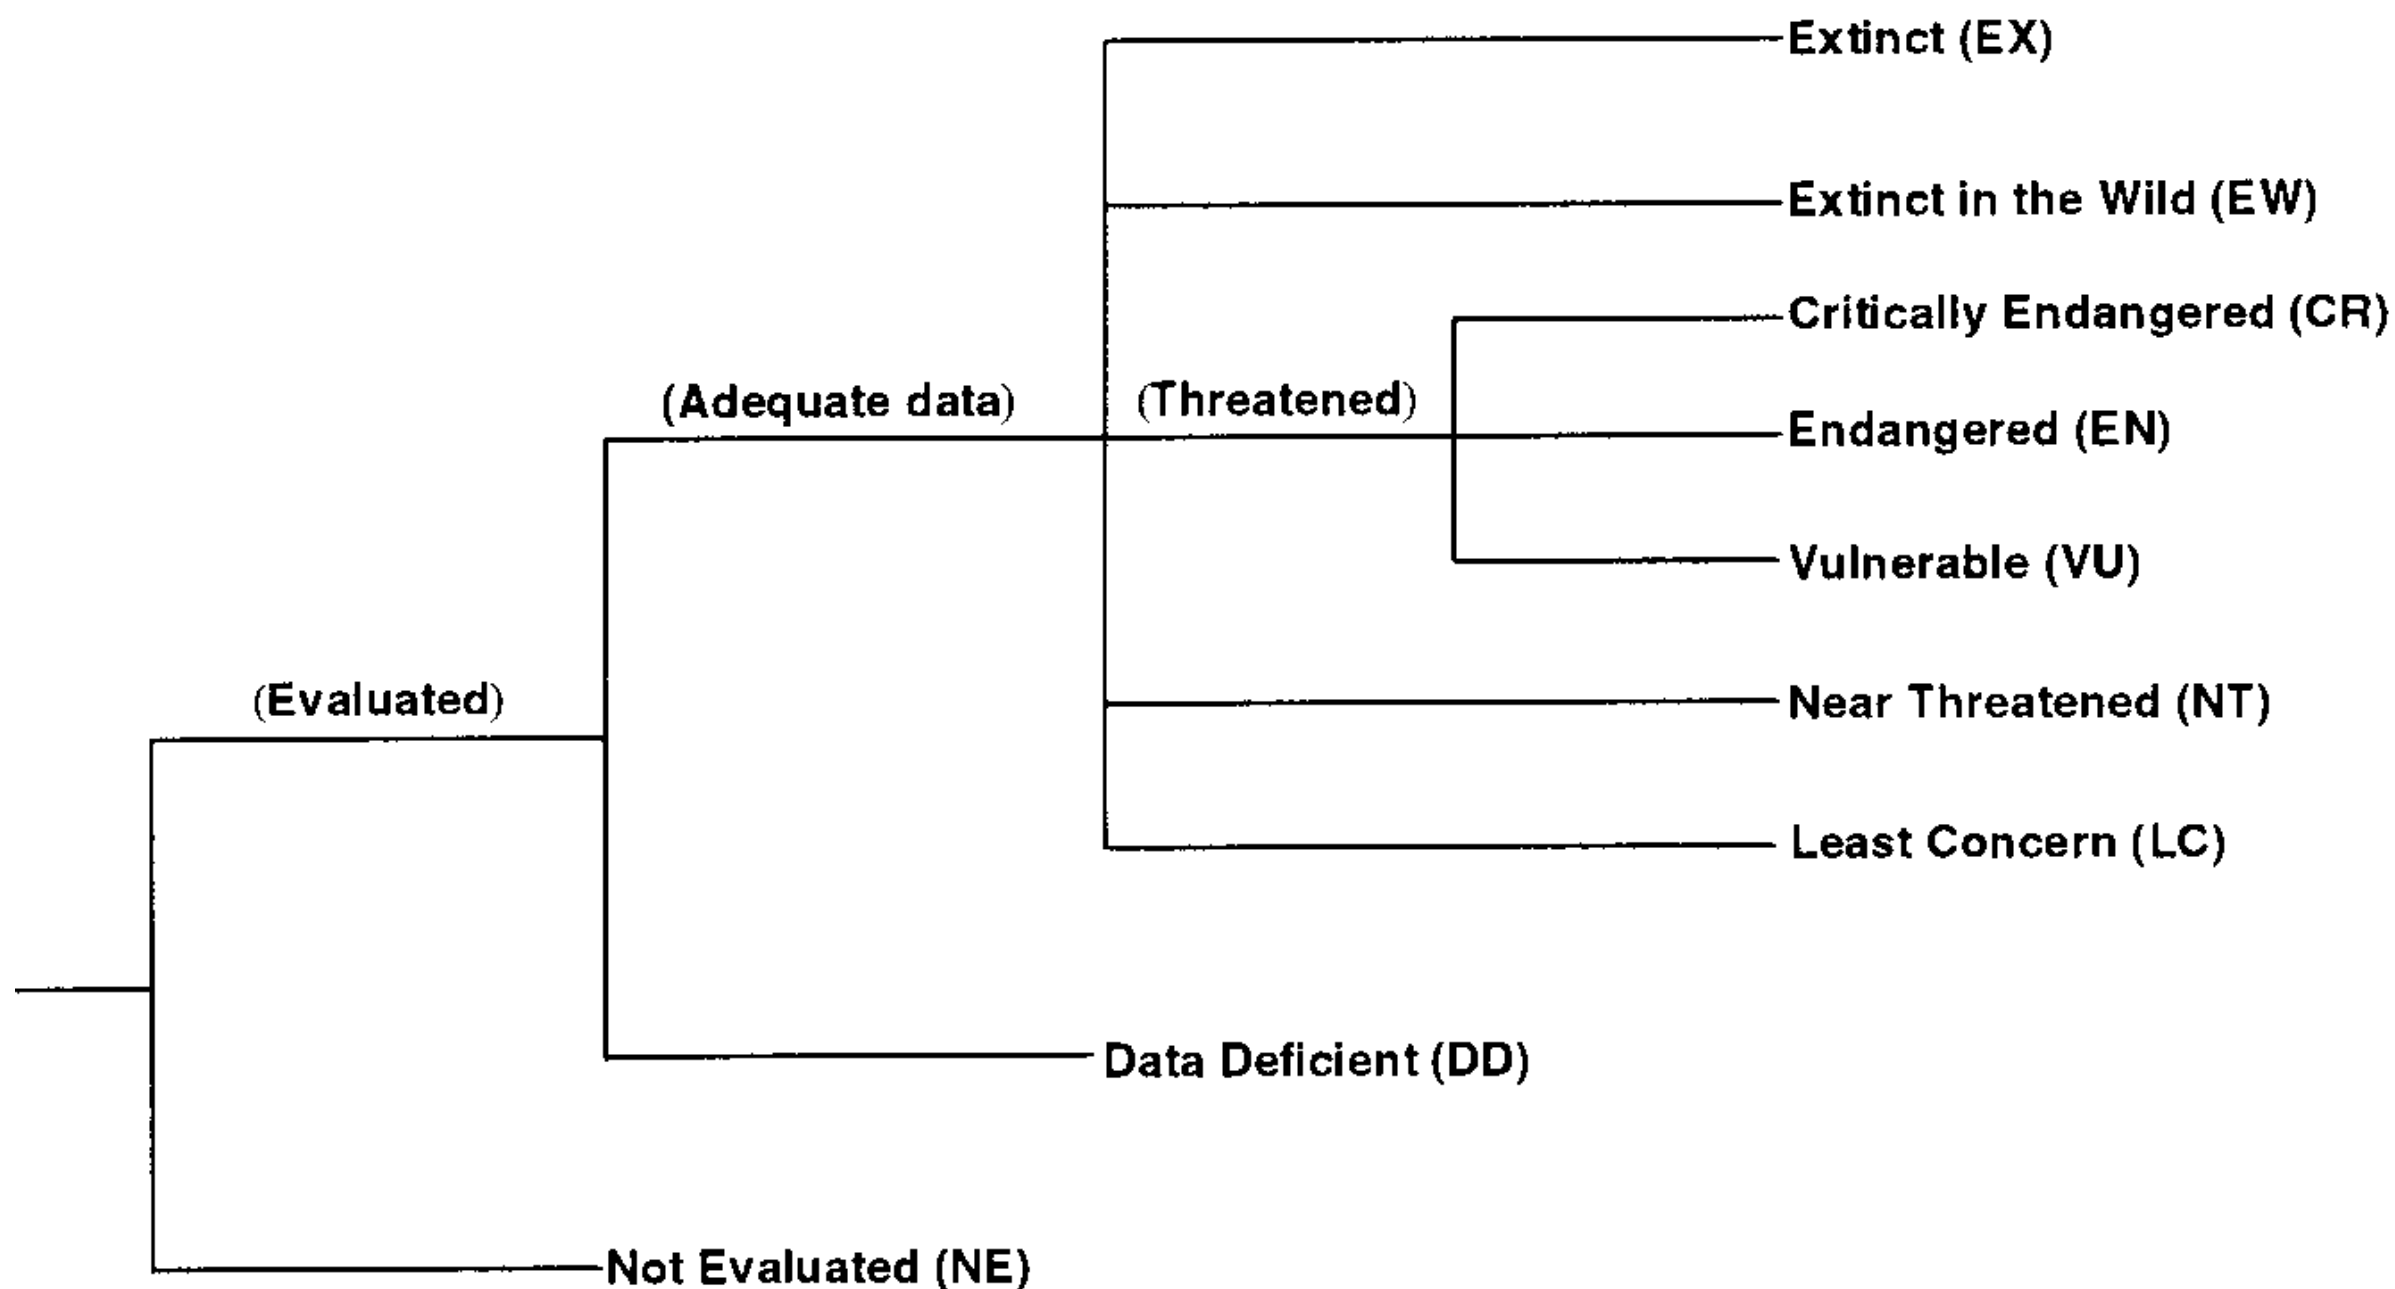 Extinct (EX)
Extinct in the Wild (EW)
Critically Endangered (CR)
(Adequate data)
(Threatened)
Endangered (EN)
Vulnerable (VU)
(Evaluated)
Near Threatened (NT)
Least Concern (LC)
Data Deficient (DD)
Not Evaluated (NE)